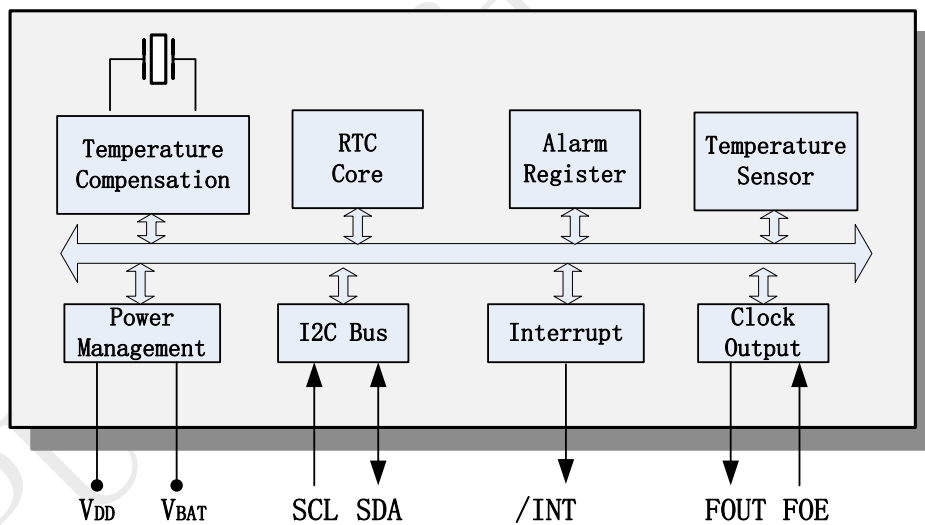 Temperature
Compensation
RTC
Core
Alarm
Register
Temperature
Sensor
Power
Management
I2C Bus
Interrupt
Clock
Output
VDD
VBAT
SCL SDA
/INT
FOUT FOE